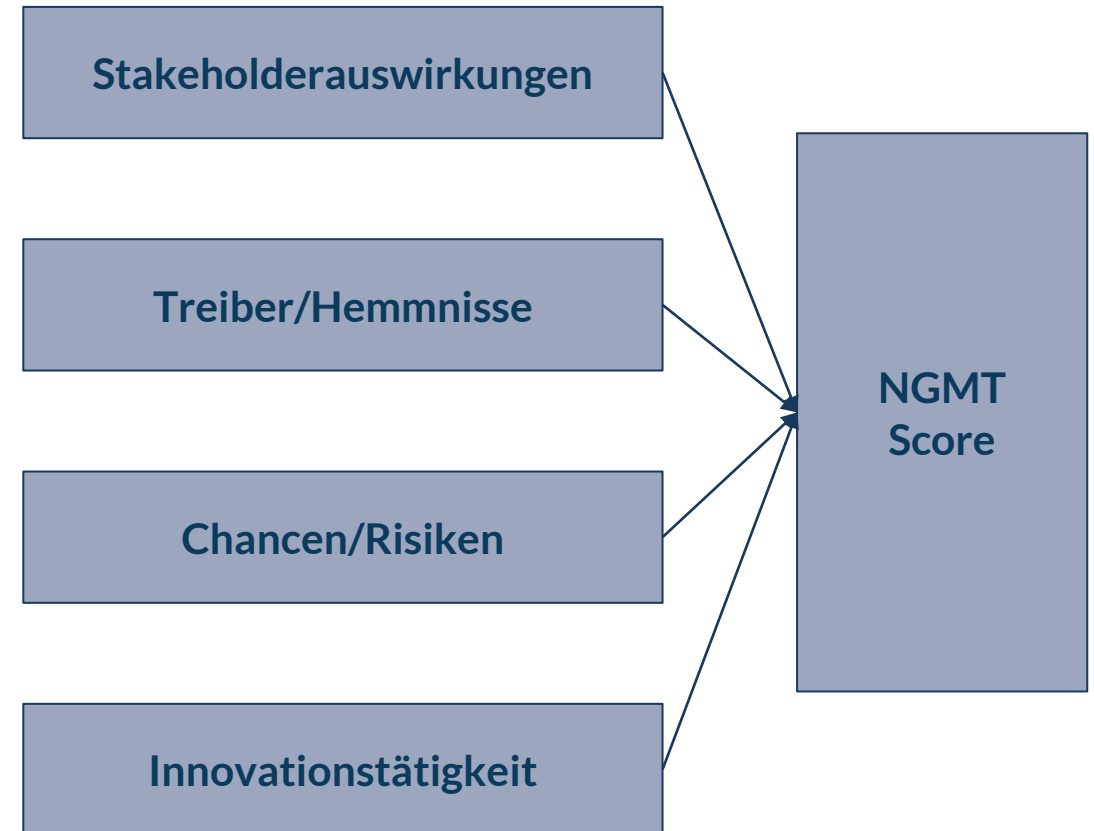 Stakeholderauswirkungen
Treiber/Hemmnisse
Chancen/Risiken
Innovationstätigkeit
NGMT
Score